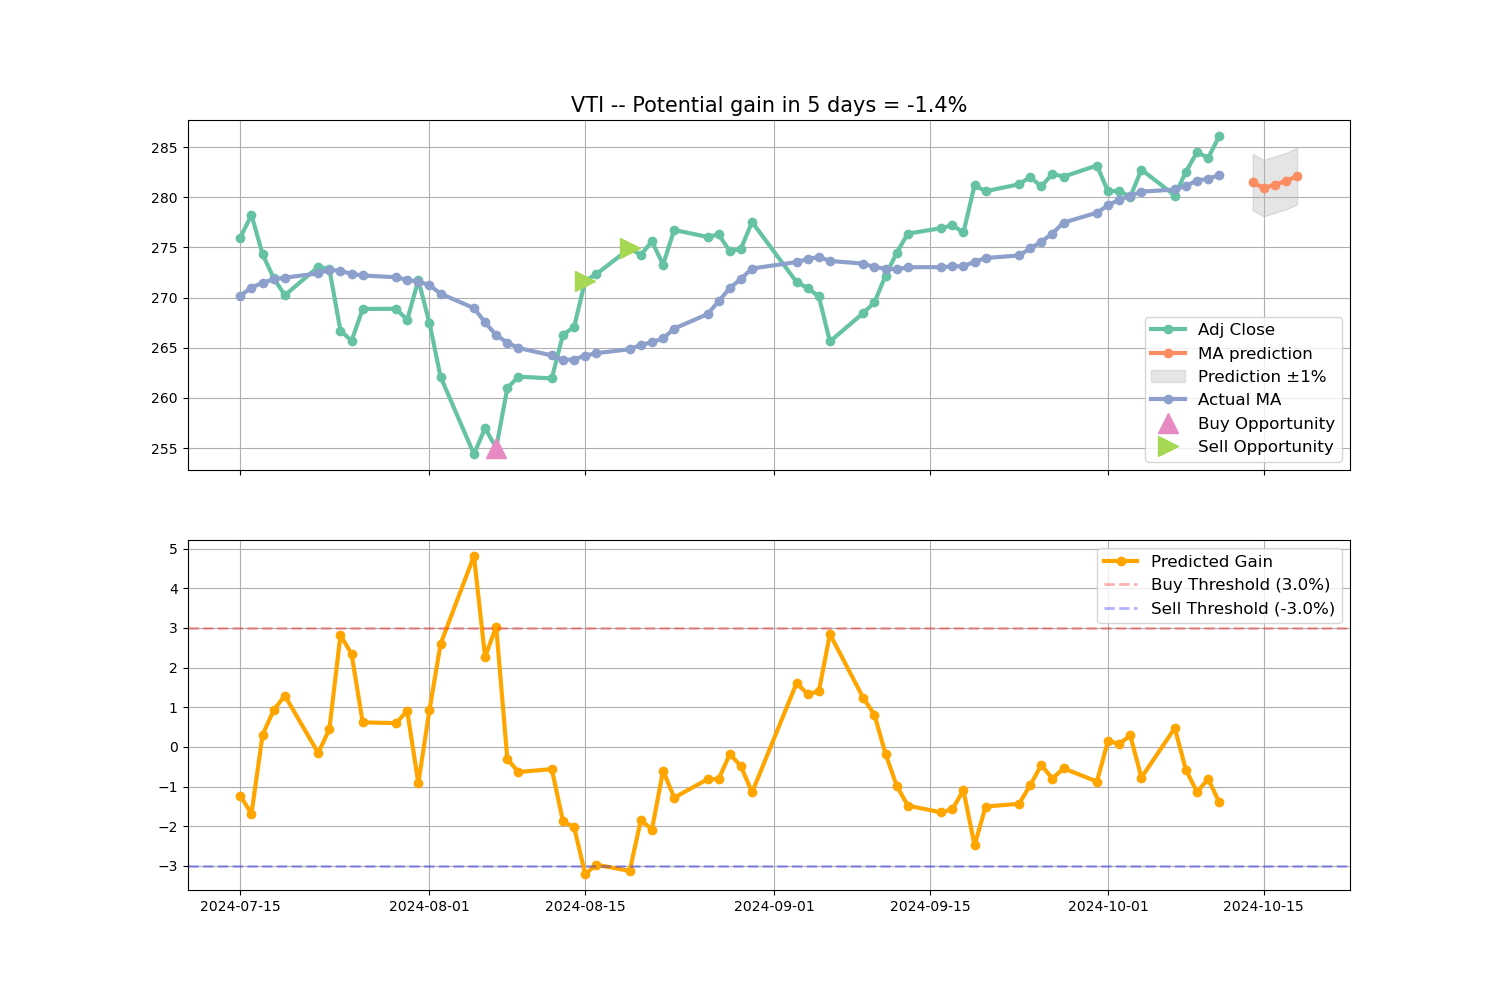 VTI -- Potential gain in 5 days = -1.4%
285
280
275
270
265
260
255
Adj Close
MA prediction
Prediction ±1%
Actual MA
Buy Opportunity
Sell Opportunity
5
4
3
2
1
0
−1
−2
−3
Predicted Gain
Buy Threshold (3.0%)
Sell Threshold (-3.0%)
2024-07-15
2024-08-01
2024-08-15
2024-09-01
2024-09-15
2024-10-01
2024-10-15